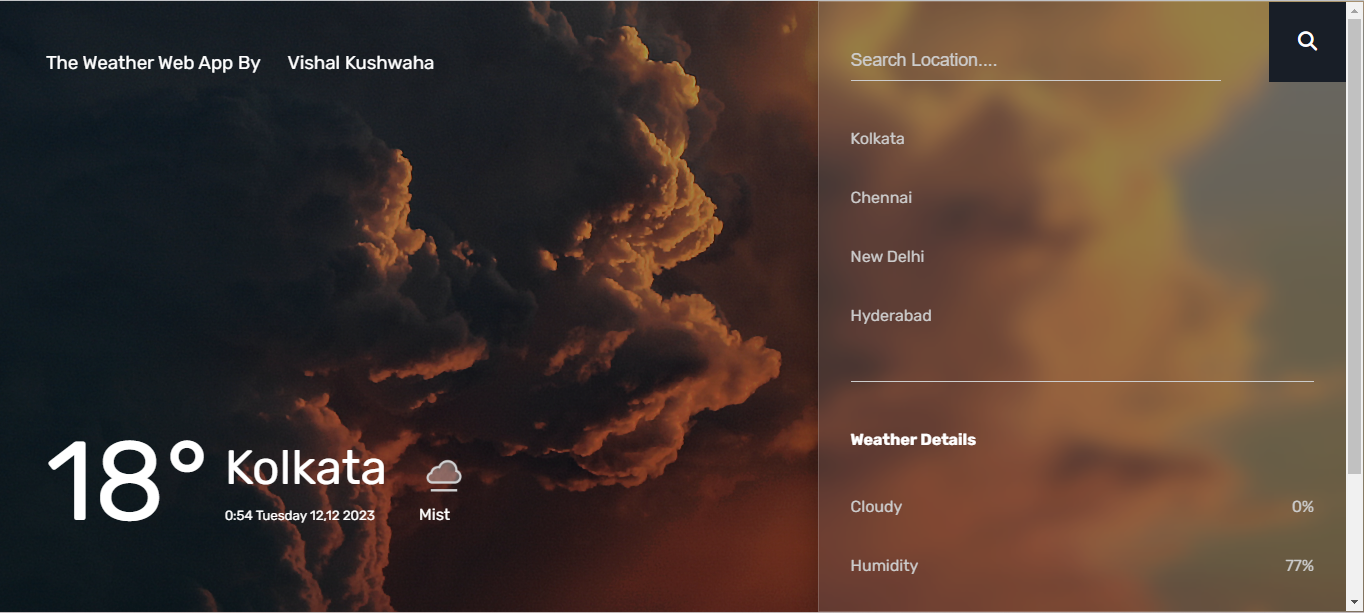 The Weather Web App By Vishal Kushwaha
18°
Kolkata
0:54 Tuesday 12,12 2023
Mist
Search Location....
Kolkata
Chennai
New Delhi
Hyderabad
Weather Details
Cloudy 0%
Humidity 77%